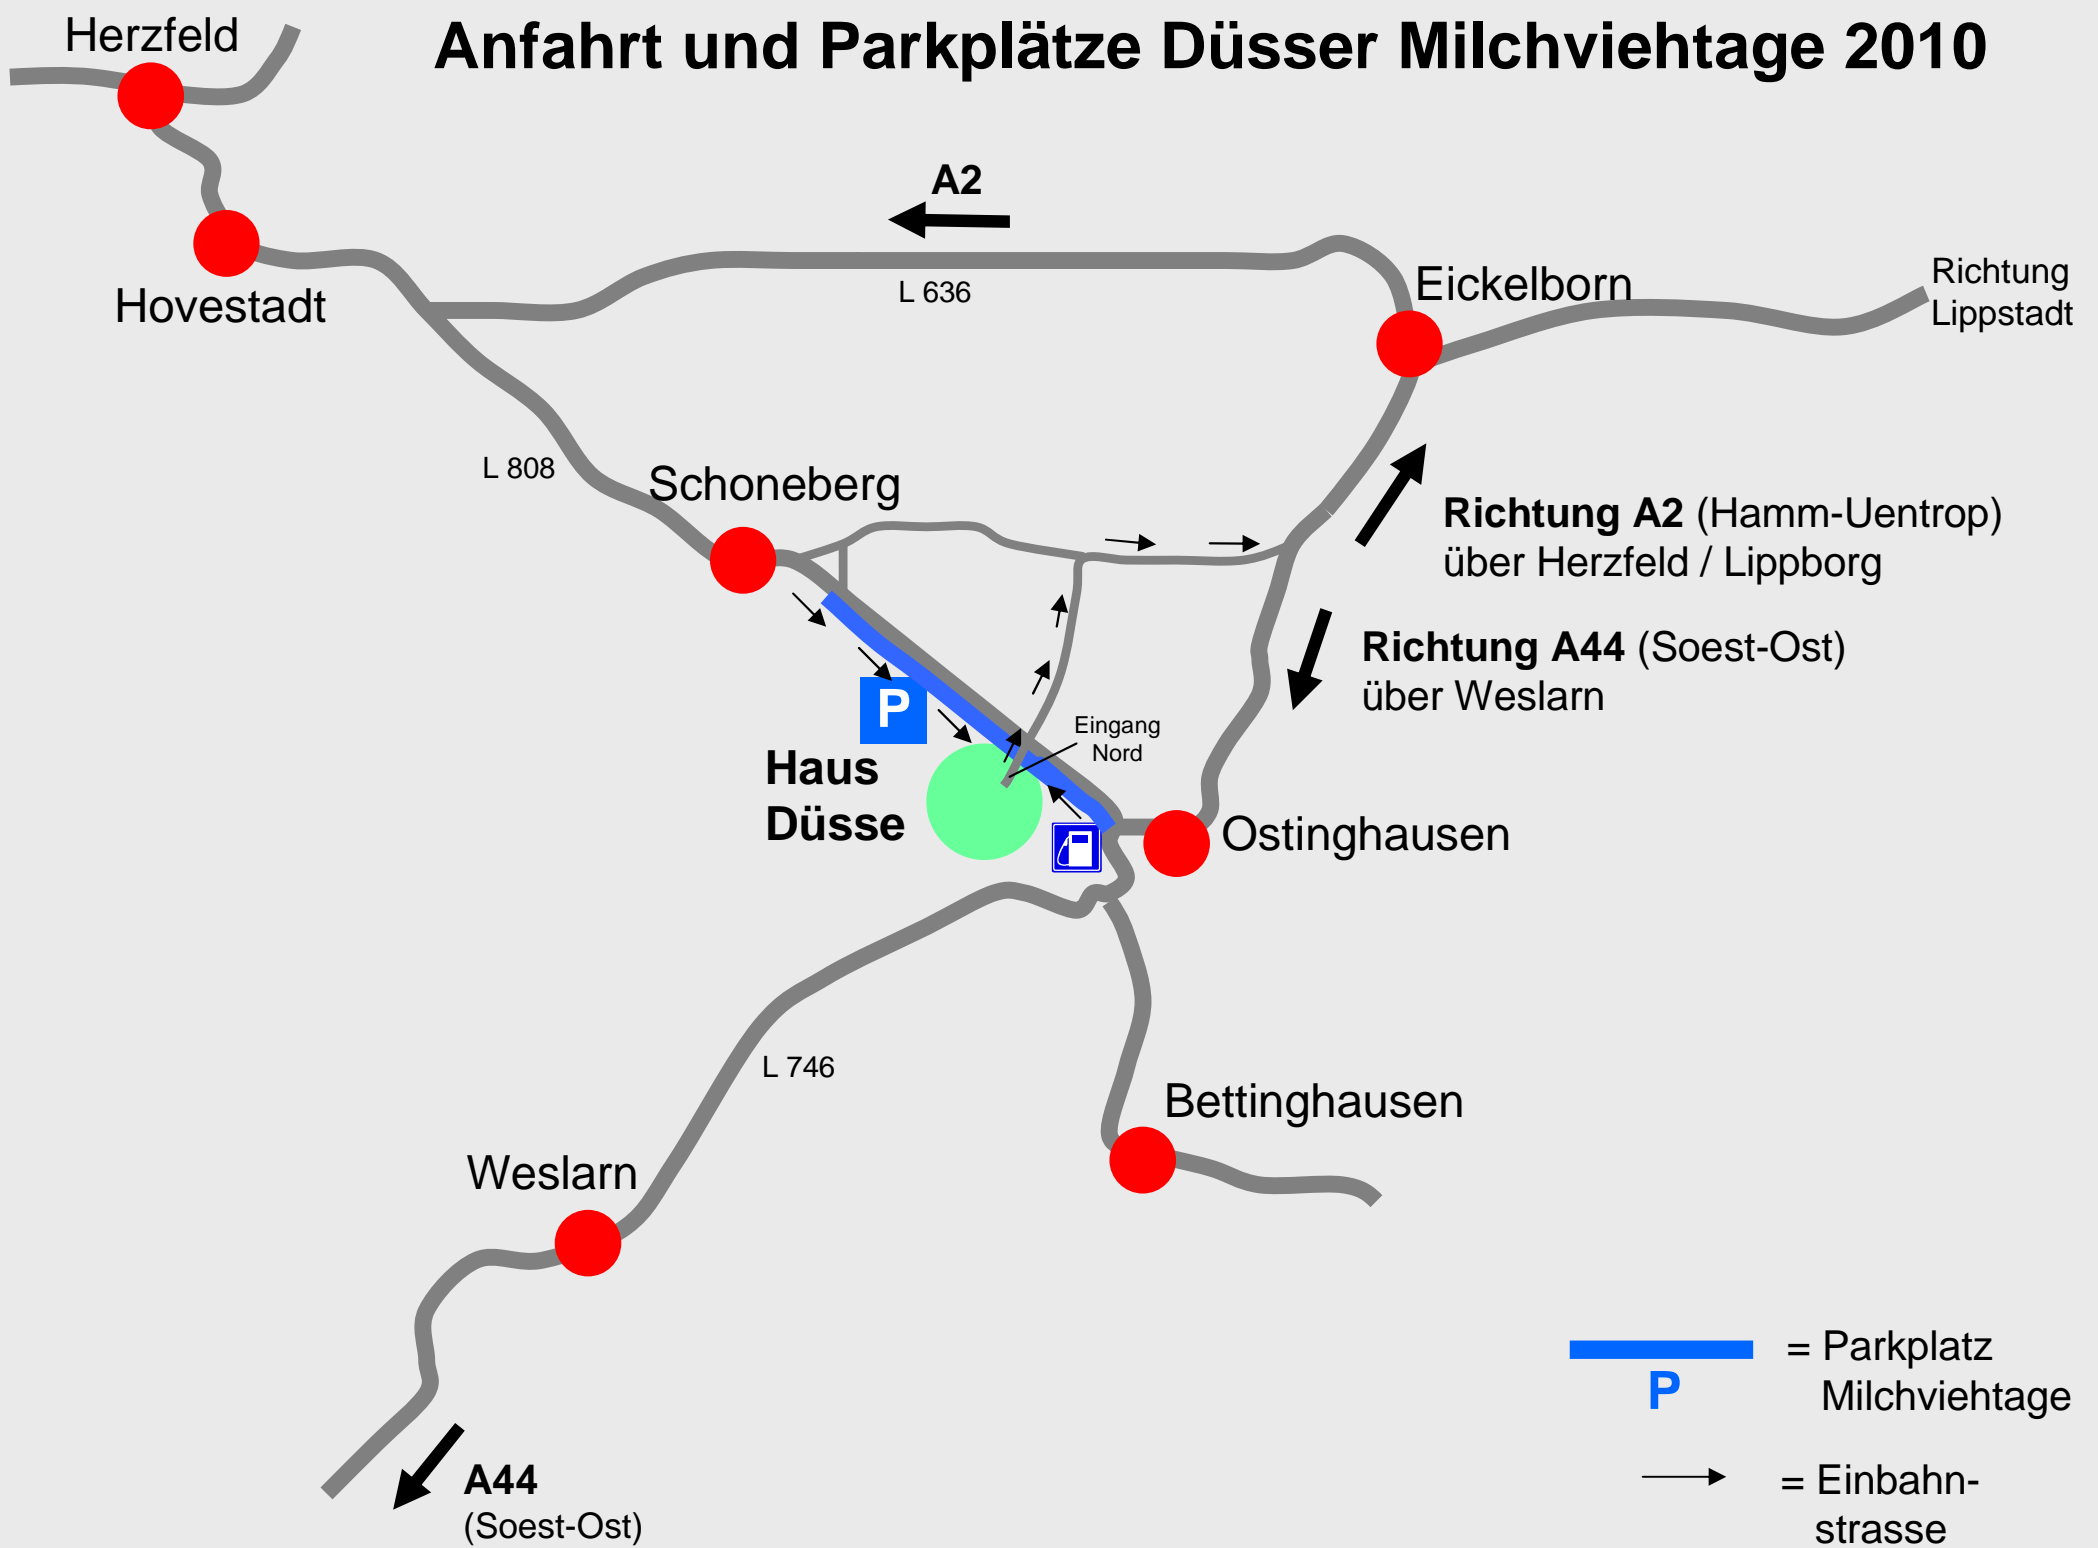 Anfahrt und Parkplätze Düsser Milchviehtage 2010
Herzfeld
A2
Hovestadt
L 636
Eickelborn
Richtung
Lippstadt
L 808
Schoneberg
Richtung A2 (Hamm-Uentrop)
über Herzfeld / Lippborg
Richtung A44 (Soest-Ost)
über Weslarn
P
Eingang
Nord
Haus
Düsse
Ostinghausen
L 746
Bettinghausen
Weslarn
A44
(Soest-Ost)
= Parkplatz
P
Milchviehtage
= Einbahn-
strasse